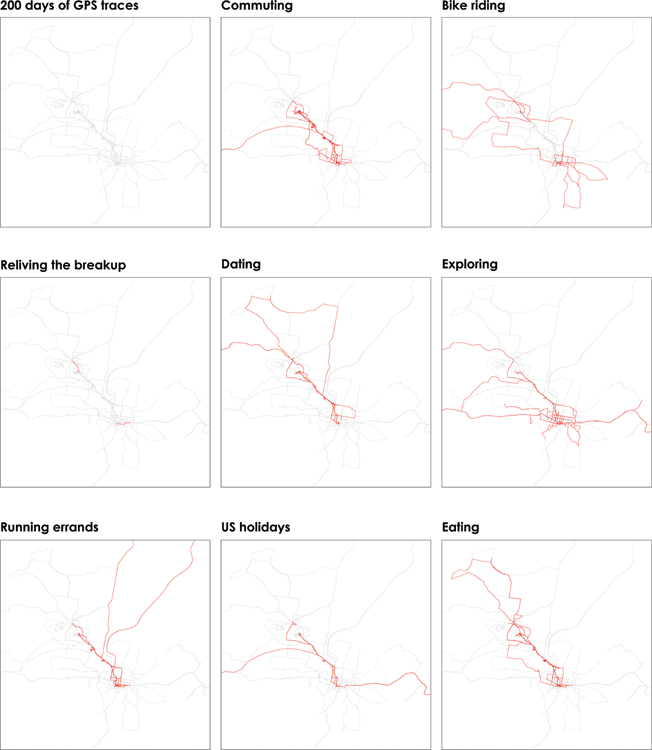 200 days of GPS traces
Commuting
Bike riding
Reliving the breakup
Dating
Exploring
Running errands
US holidays
Eating